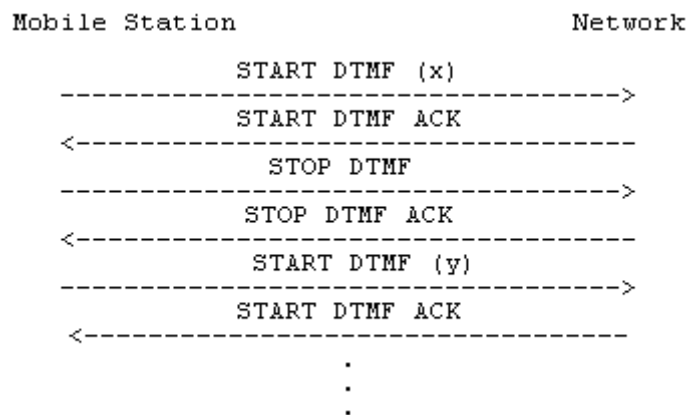 Mobile Station Network
START DTMF (x)
----------------------------------->
START DTMF ACK
<-----------------------------------
STOP DTMF
----------------------------------->
STOP DTMF ACK
<-----------------------------------
START DTMF (y)
----------------------------------->
START DTMF ACK
<----------------------------------
.
.
.